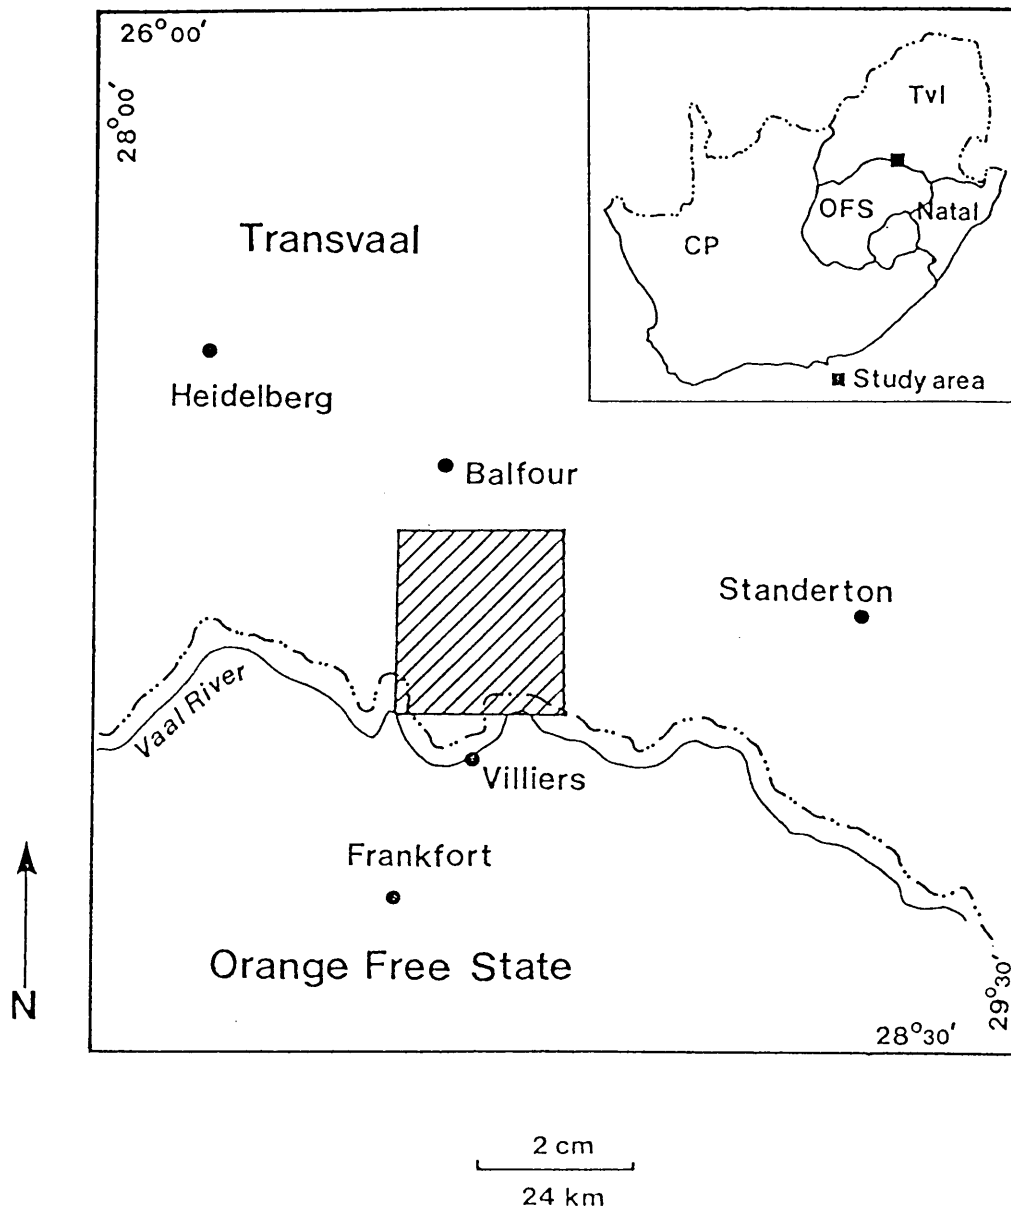 26°00'
28°00'
Tvl
OFS
Natal
CP
Study area
Transvaal
Heidelberg
Balfour
Standerton
Vaal River
Villiers
Frankfort
Orange Free State
29°30'
28°30'
N
2 cm
24 km